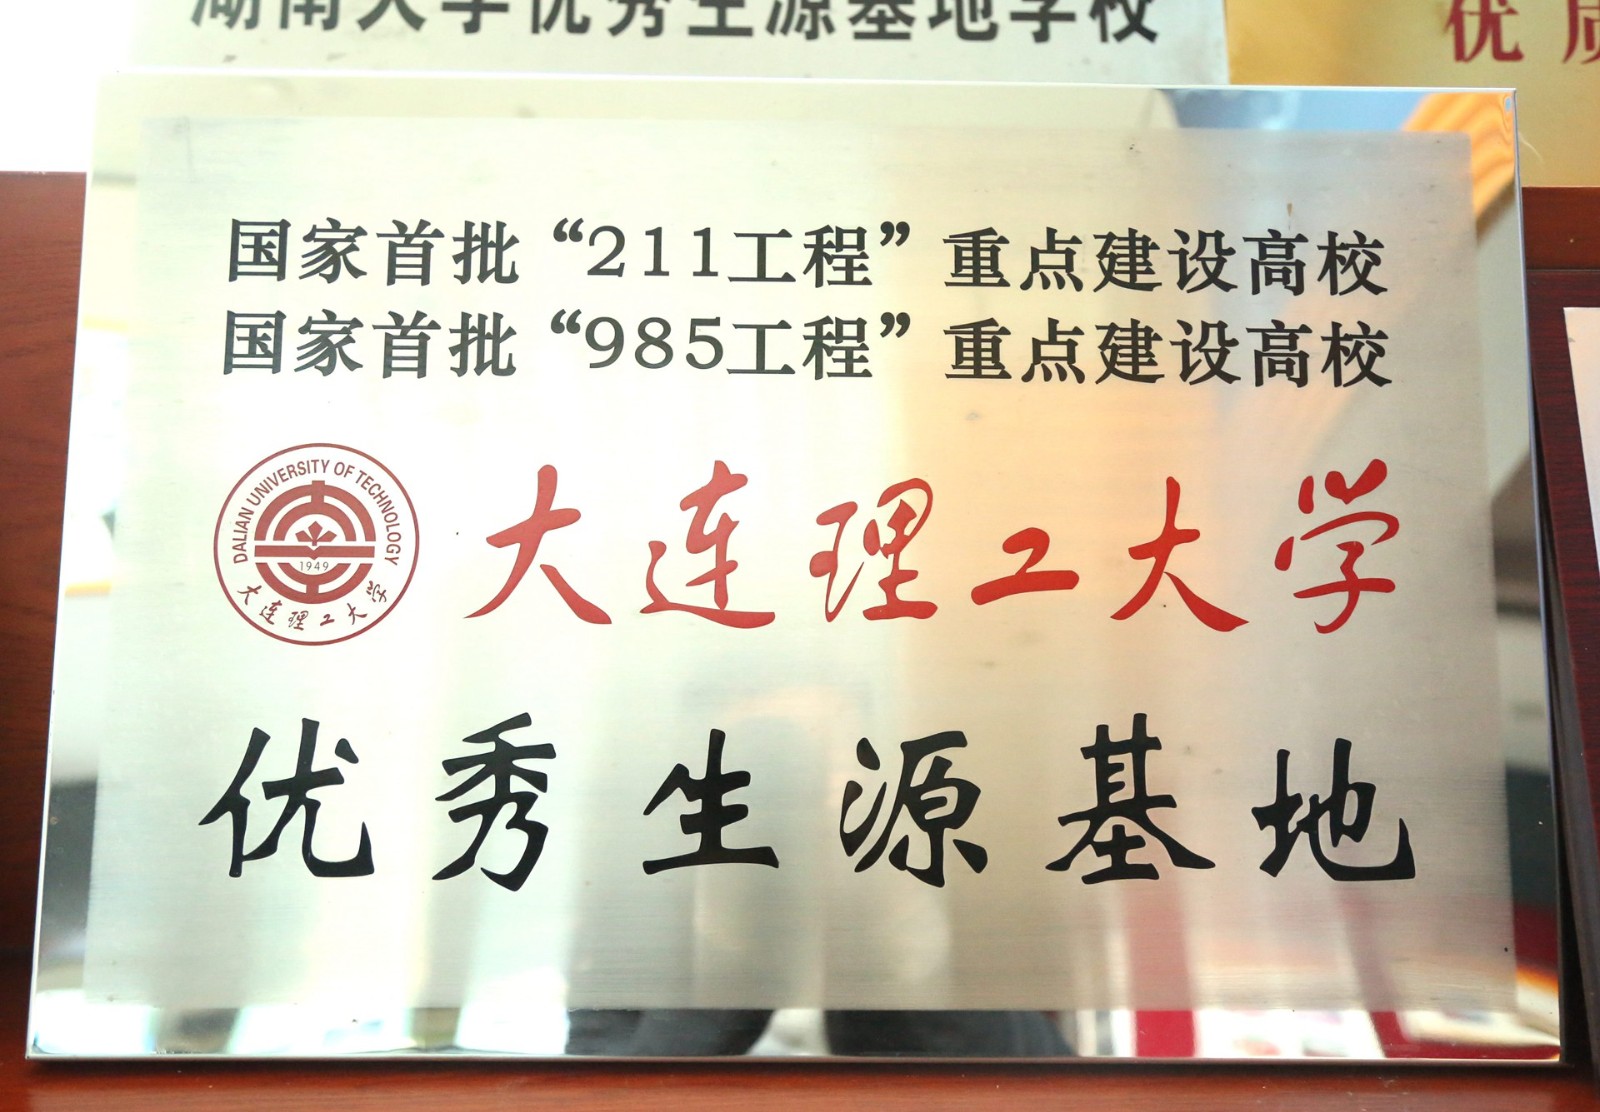 湖南大学优秀生源基地学校
优质
国家首批“211工程”重点建设高校
国家首批“985工程”重点建设高校
DALIAN UNIVERSITY OF TECHNOLOGY
1949
大连理工大学
大连理工大学
优秀生源基地